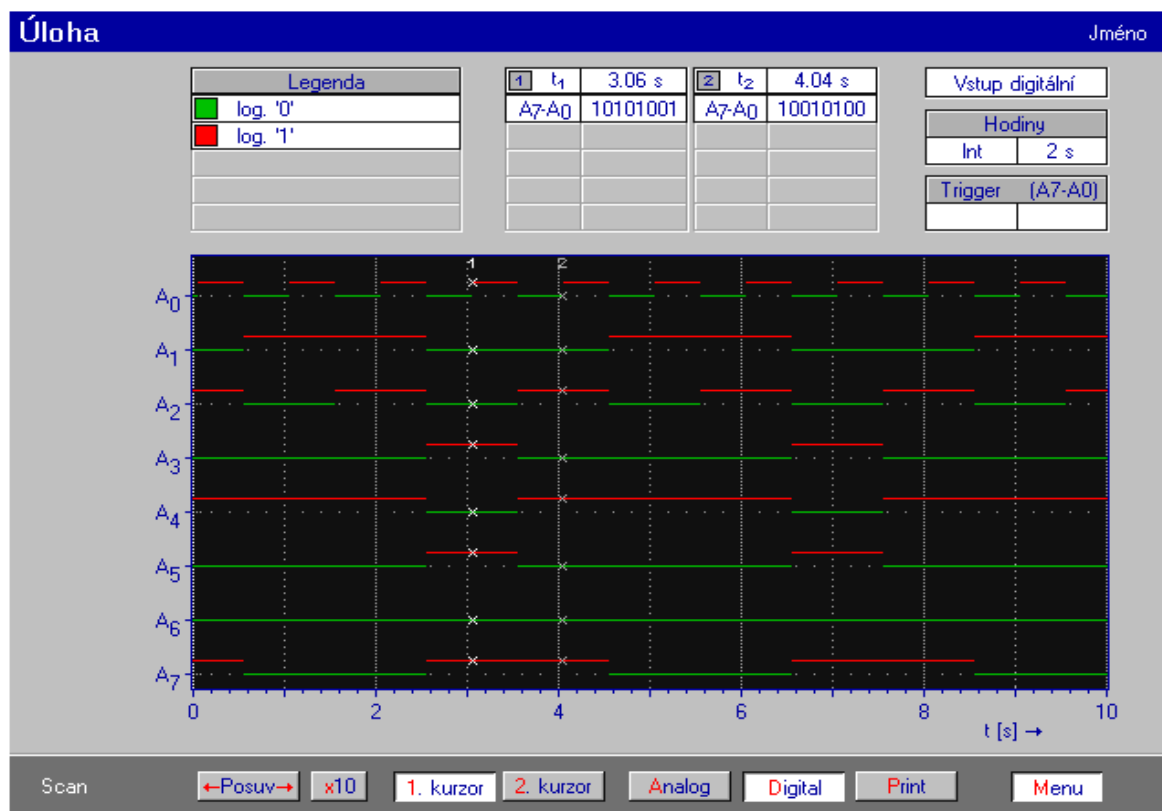 Úloha
Jméno
Legenda
log. '0'
log. '1'
1 t1 3.06 s
A7-A0 10101001
2 t2 4.04 s
A7-A0 10010100
Vstup digitální
Hodiny
Int 2 s
Trigger (A7-A0)
1 2
A0
A1
A2
A3
A4
A5
A6
A7
0 2 4 6 8 10
t [s] →
Scan ←Posuv→ x10 1. kurzor 2. kurzor Analog Digital Print Menu